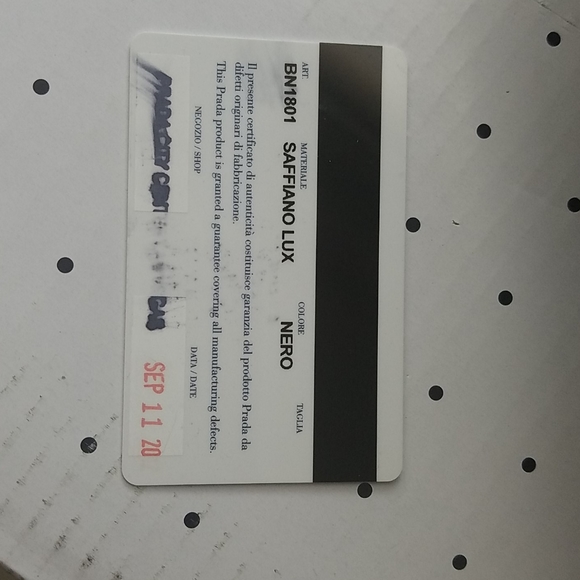 ART. MATERIALE COLORE TAGLIA
BN1801 SAFFIANO LUX NERO
Il presente certificato di autenticità costituisce garanzia del prodotto Prada da
difetti originari di fabbricazione.
This Prada product is granted a guarantee covering all manufacturing defects.
NEGOZIO / SHOP DATA / DATE
PRADA CITY SEP 11 20